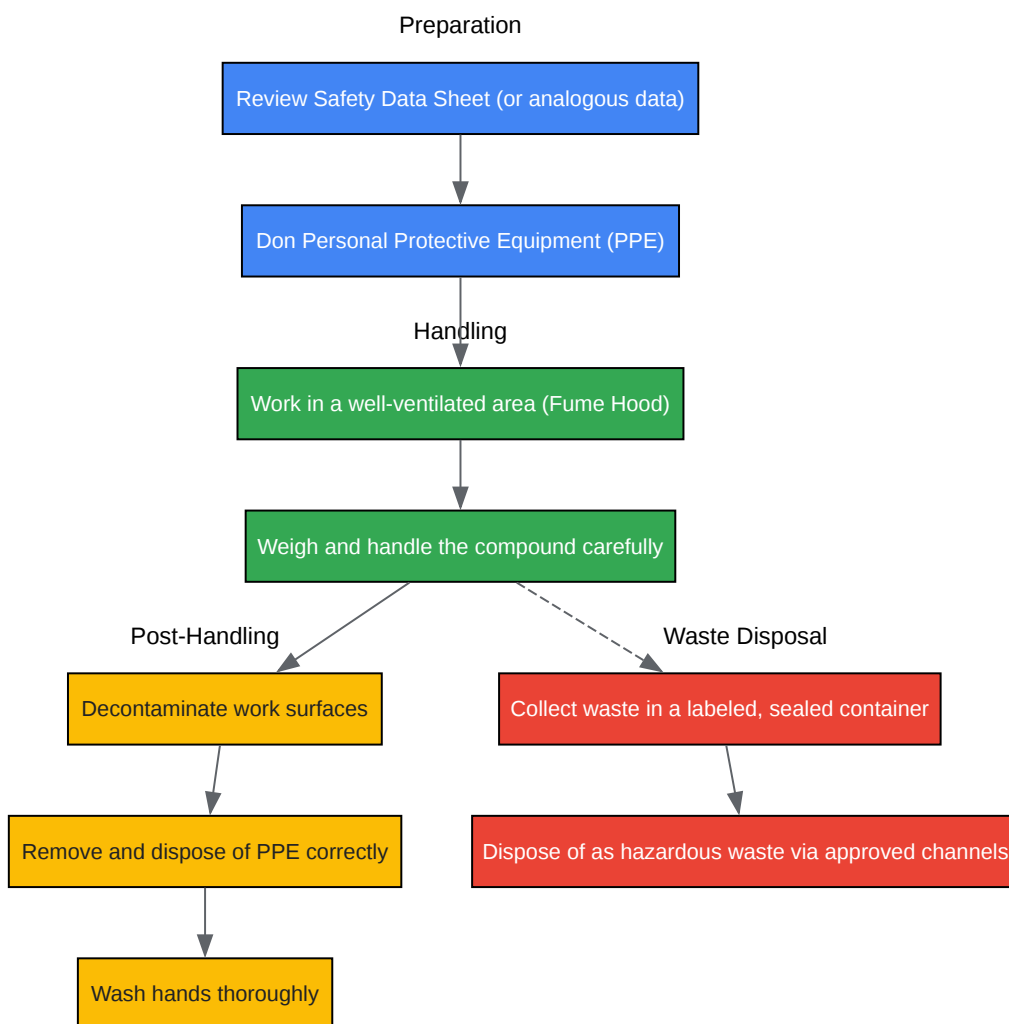 Preparation
Review Safety Data Sheet (or analogous data)
Don Personal Protective Equipment (PPE)
Handling
Work in a well-ventilated area (Fume Hood)
Weigh and handle the compound carefully
Post-Handling
Waste Disposal
Decontaminate work surfaces
Collect waste in a labeled, sealed container
Remove and dispose of PPE correctly
Dispose of as hazardous waste via approved channels
Wash hands thoroughly